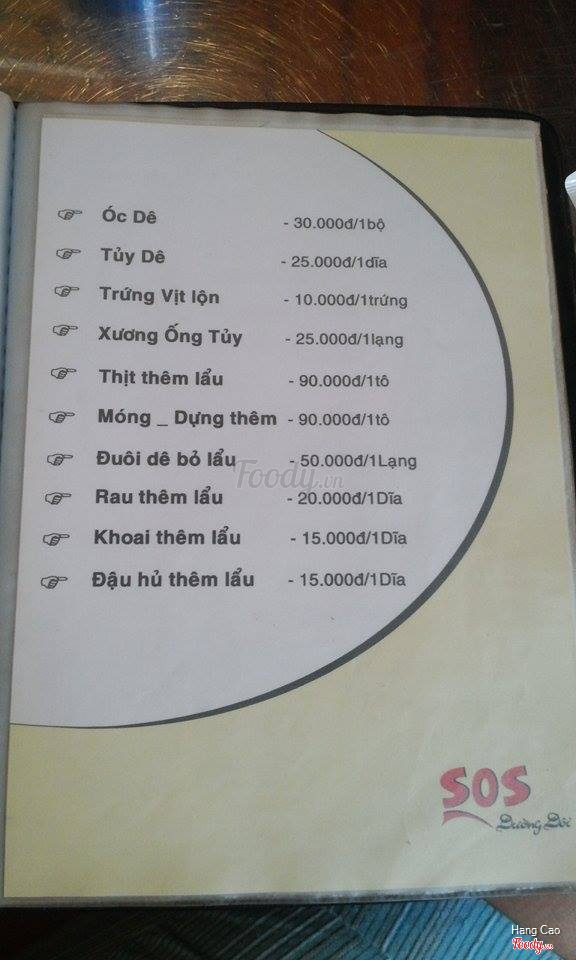 Óc Dê - 30.000đ/1bộ
Tủy Dê - 25.000đ/1dĩa
Trứng Vịt lộn - 10.000đ/1trứng
Xương Ống Tủy - 25.000đ/1lạng
Thịt thêm lẩu - 90.000đ/1tô
Móng _ Dựng thêm - 90.000đ/1tô
Đuôi dê bỏ lẩu - 50.000đ/1Lạng
Foody.vn
Rau thêm lẩu - 20.000đ/1Dĩa
Khoai thêm lẩu - 15.000đ/1Dĩa
Đậu hủ thêm lẩu - 15.000đ/1Dĩa
SOS
Dường Dôi
Hang Cao
Foody.vn